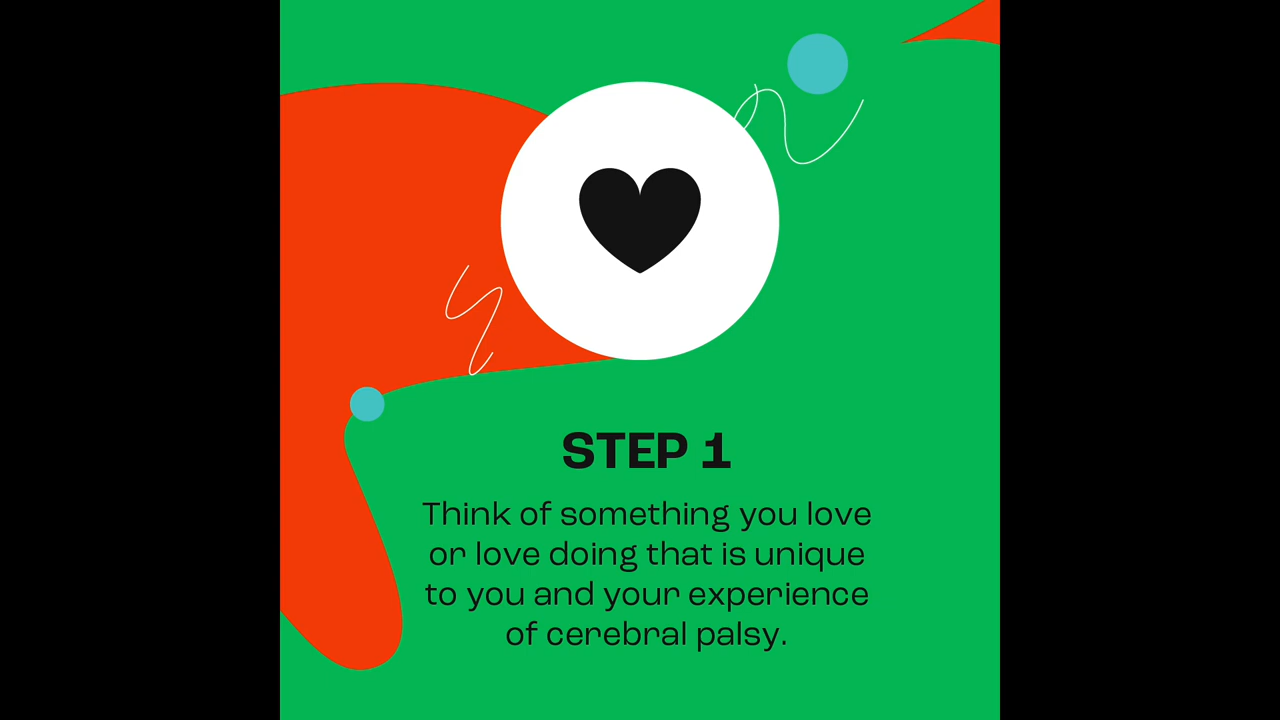 STEP 1
Think of something you love
or love doing that is unique
to you and your experience
of cerebral palsy.